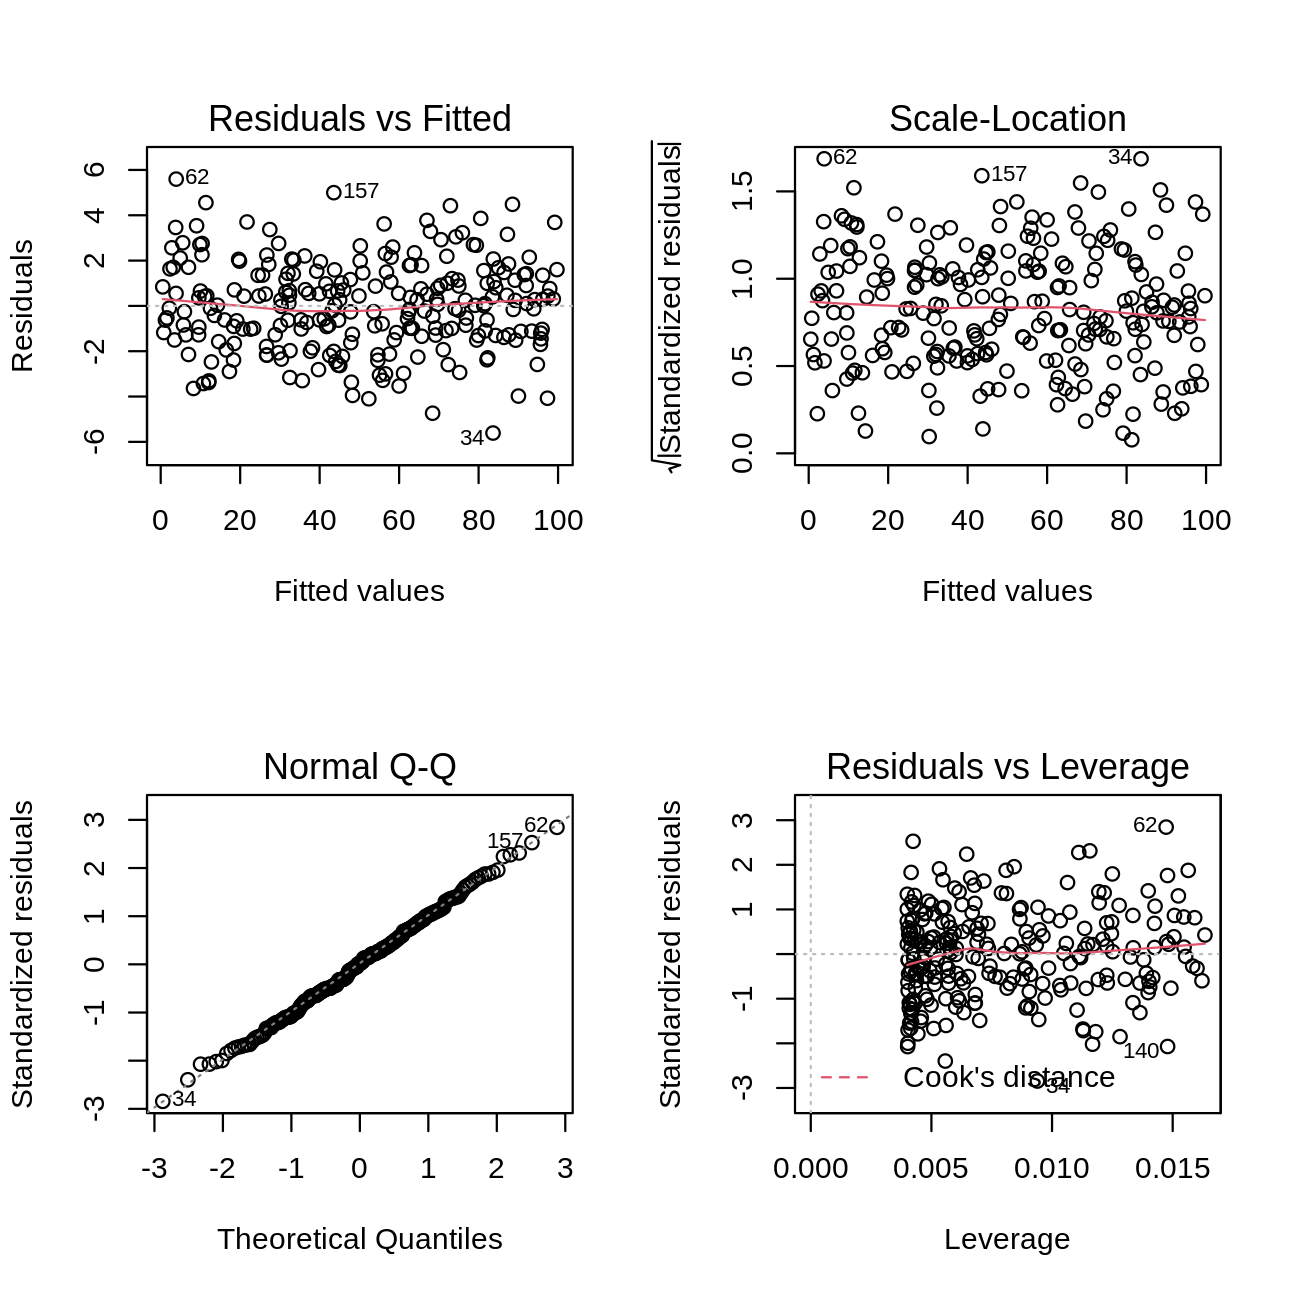 Residuals vs Fitted
Residuals
6
4
2
-2
-6
62
157
34
0 20 40 60 80 100
Fitted values
Scale-Location
√|Standardized residuals|
1.5
1.0
0.5
0.0
62
157
34
0 20 40 60 80 100
Fitted values
Normal Q-Q
Standardized residuals
3
2
1
0
-1
-3
62
157
34
-3 -2 -1 0 1 2 3
Theoretical Quantiles
Residuals vs Leverage
Standardized residuals
3
2
1
-1
-3
62
140
34
Cook's distance
0.000 0.005 0.010 0.015
Leverage